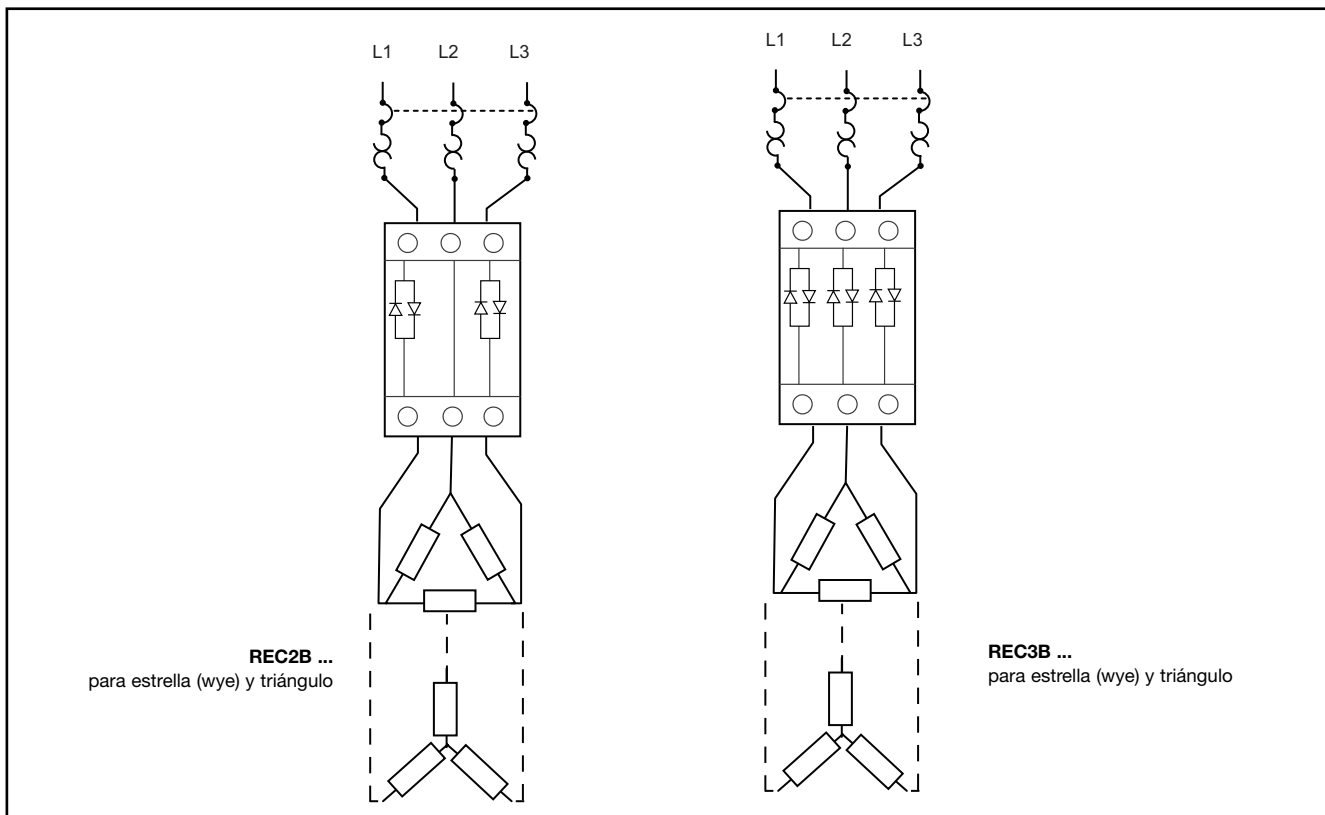 L1 L2 L3
L1 L2 L3
REC2B ...
para estrella (wye) y triángulo
REC3B ...
para estrella (wye) y triángulo